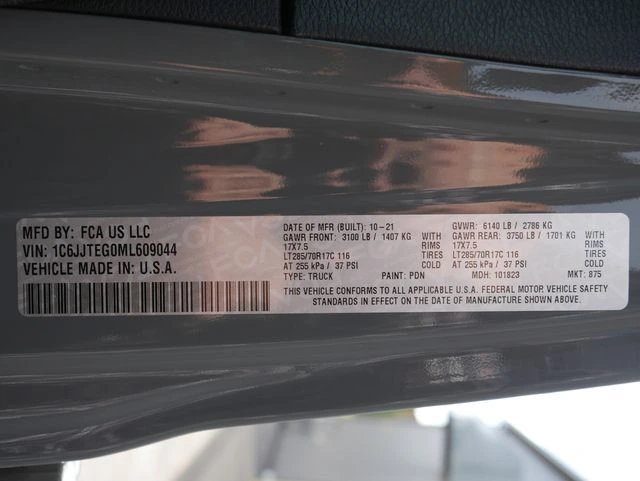 MFD BY: FCA US LLC
VIN: 1C6JJTEG0ML609044
VEHICLE MADE IN U.S.A.
DATE OF MFR (BUILT): 10-21 GVWR: 6140 LB / 2786 KG
GAWR FRONT: 3100 LB / 1407 KG WITH GAWR REAR: 3750 LB / 1701 KG WITH
17X7.5 RIMS 17X7.5 RIMS
LT285/70R17C 116 TIRES LT285/70R17C 116 TIRES
AT 255 kPa / 37 PSI COLD AT 255 kPa / 37 PSI COLD
TYPE: TRUCK PAINT: PDN MDH: 101823 MKT: 875
THIS VEHICLE CONFORMS TO ALL APPLICABLE U.S.A. FEDERAL MOTOR VEHICLE SAFETY
STANDARDS IN EFFECT ON THE DATE OF MANUFACTURE SHOWN ABOVE.